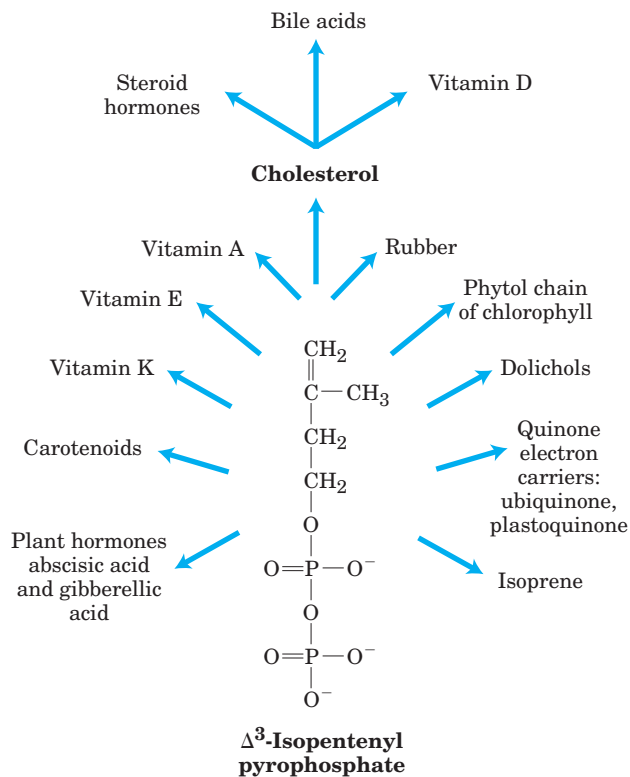 Bile acids
Steroid
hormones
Vitamin D
Cholesterol
Vitamin A
Rubber
Vitamin E
Phytol chain
of chlorophyll
Vitamin K
Dolichols
Carotenoids
Quinone
electron
carriers:
ubiquinone,
plastoquinone
Plant hormones
abscisic acid
and gibberellic
acid
Isoprene
CH₂
C—CH₃
CH₂
CH₂
O
O=P—O⁻
O
O=P—O⁻
O⁻
Δ³-Isopentenyl
pyrophosphate